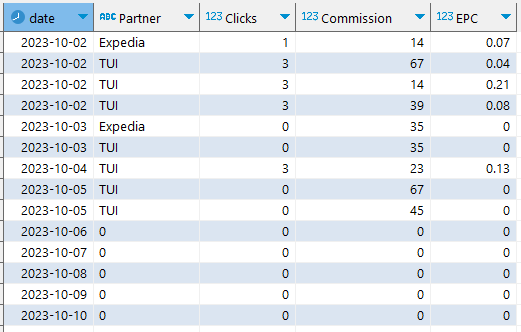 date ABC Partner 123 Clicks 123 Commission 123 EPC
2023-10-02 Expedia 1 14 0.07
2023-10-02 TUI 3 67 0.04
2023-10-02 TUI 3 14 0.21
2023-10-02 TUI 3 39 0.08
2023-10-03 Expedia 0 35 0
2023-10-03 TUI 0 35 0
2023-10-04 TUI 3 23 0.13
2023-10-05 TUI 0 67 0
2023-10-05 TUI 0 45 0
2023-10-06 0 0 0 0
2023-10-07 0 0 0 0
2023-10-08 0 0 0 0
2023-10-09 0 0 0 0
2023-10-10 0 0 0 0